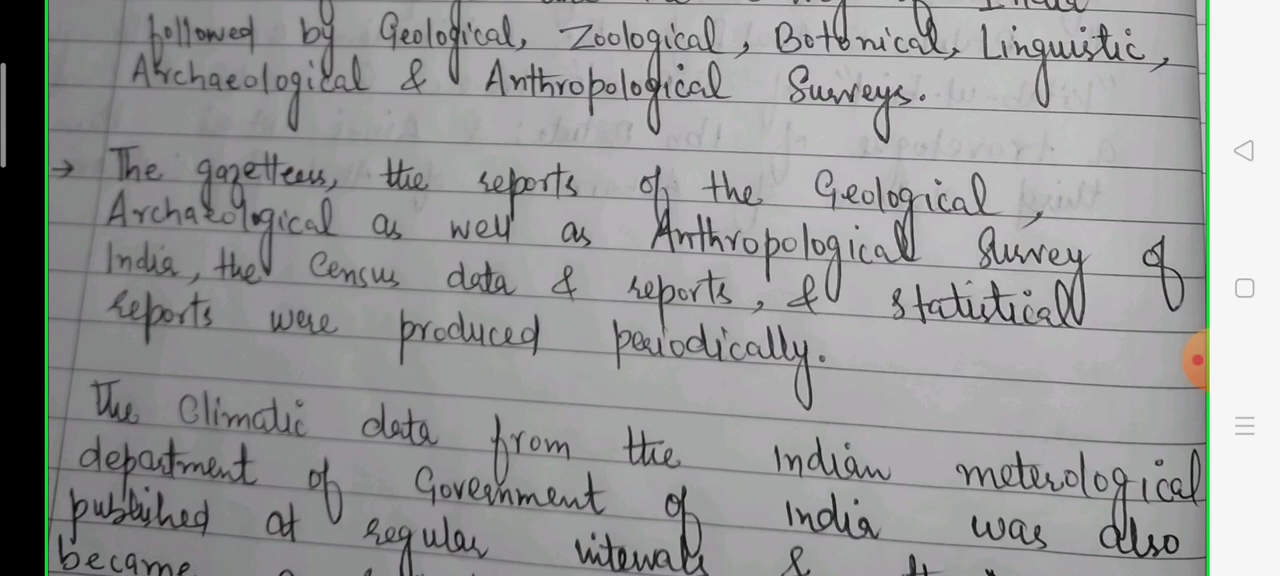 followed by Geological, Zoological, Botonical, Linguistic,
Archaeological & Anthropological Surveys.
→ The gazetteers, the reports of the Geological,
Archaeological as well as Anthropological Survey of
India, the Census data & reports, & statistical
reports were produced periodically.
The Climatic data from the Indian meterological
department of Government of India was also
published at regular intervals &
became